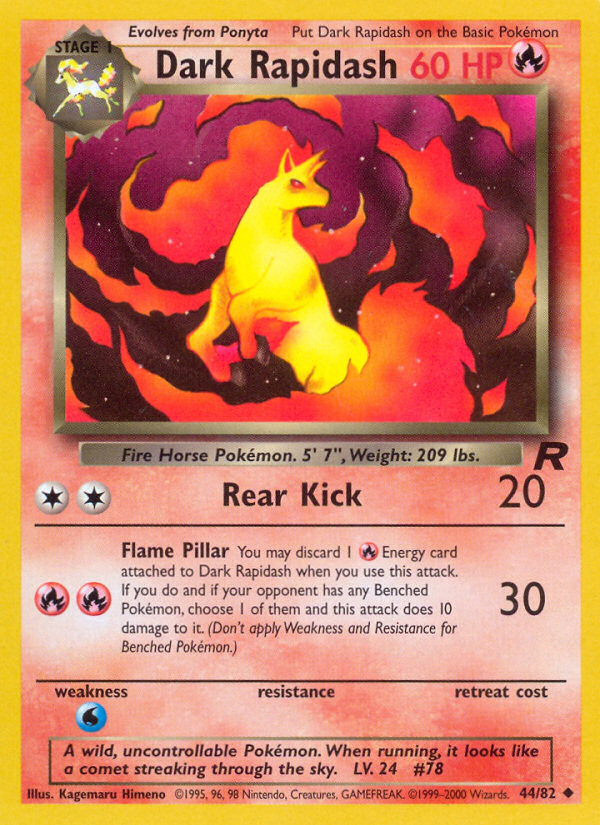 Evolves from Ponyta Put Dark Rapidash on the Basic Pokémon
STAGE 1
Dark Rapidash 60 HP
Fire Horse Pokémon. 5' 7", Weight: 209 lbs.
R
Rear Kick 20
Flame Pillar You may discard 1 Energy card
attached to Dark Rapidash when you use this attack.
If you do and if your opponent has any Benched
Pokémon, choose 1 of them and this attack does 10
damage to it. (Don't apply Weakness and Resistance for
Benched Pokémon.)
30
weakness resistance retreat cost
A wild, uncontrollable Pokémon. When running, it looks like
a comet streaking through the sky. LV. 24 #78
Illus. Kagemaru Himeno ©1995, 96, 98 Nintendo, Creatures, GAMEFREAK. ©1999-2000 Wizards. 44/82